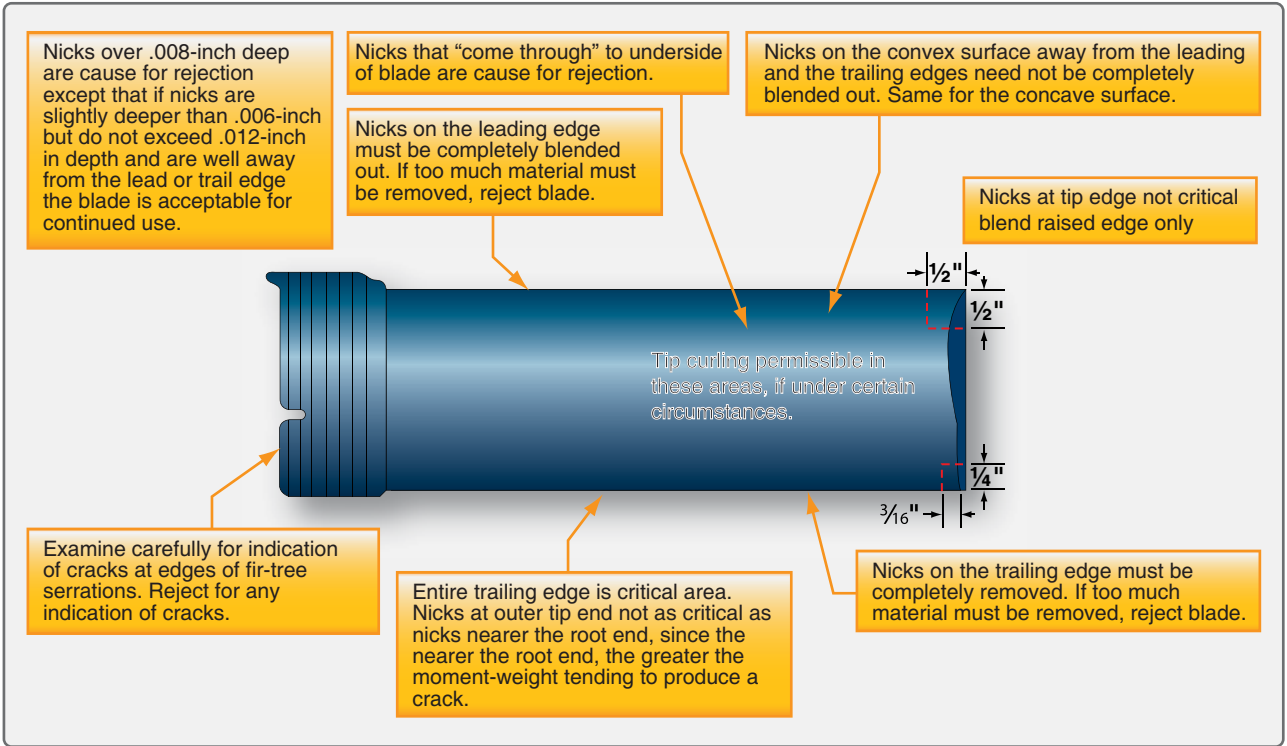 Nicks over .008-inch deep
are cause for rejection
except that if nicks are
slightly deeper than .006-inch
but do not exceed .012-inch
in depth and are well away
from the lead or trail edge
the blade is acceptable for
continued use.
Nicks that “come through” to underside
of blade are cause for rejection.
Nicks on the convex surface away from the leading
and the trailing edges need not be completely
blended out. Same for the concave surface.
Nicks on the leading edge
must be completely blended
out. If too much material must
be removed, reject blade.
Nicks at tip edge not critical
blend raised edge only
½"
½"
Tip curling permissible in
these areas, if under certain
circumstances.
¼"
3⁄16"
Examine carefully for indication
of cracks at edges of fir-tree
serrations. Reject for any
indication of cracks.
Entire trailing edge is critical area.
Nicks at outer tip end not as critical as
nicks nearer the root end, since the
nearer the root end, the greater the
moment-weight tending to produce a
crack.
Nicks on the trailing edge must be
completely removed. If too much
material must be removed, reject blade.